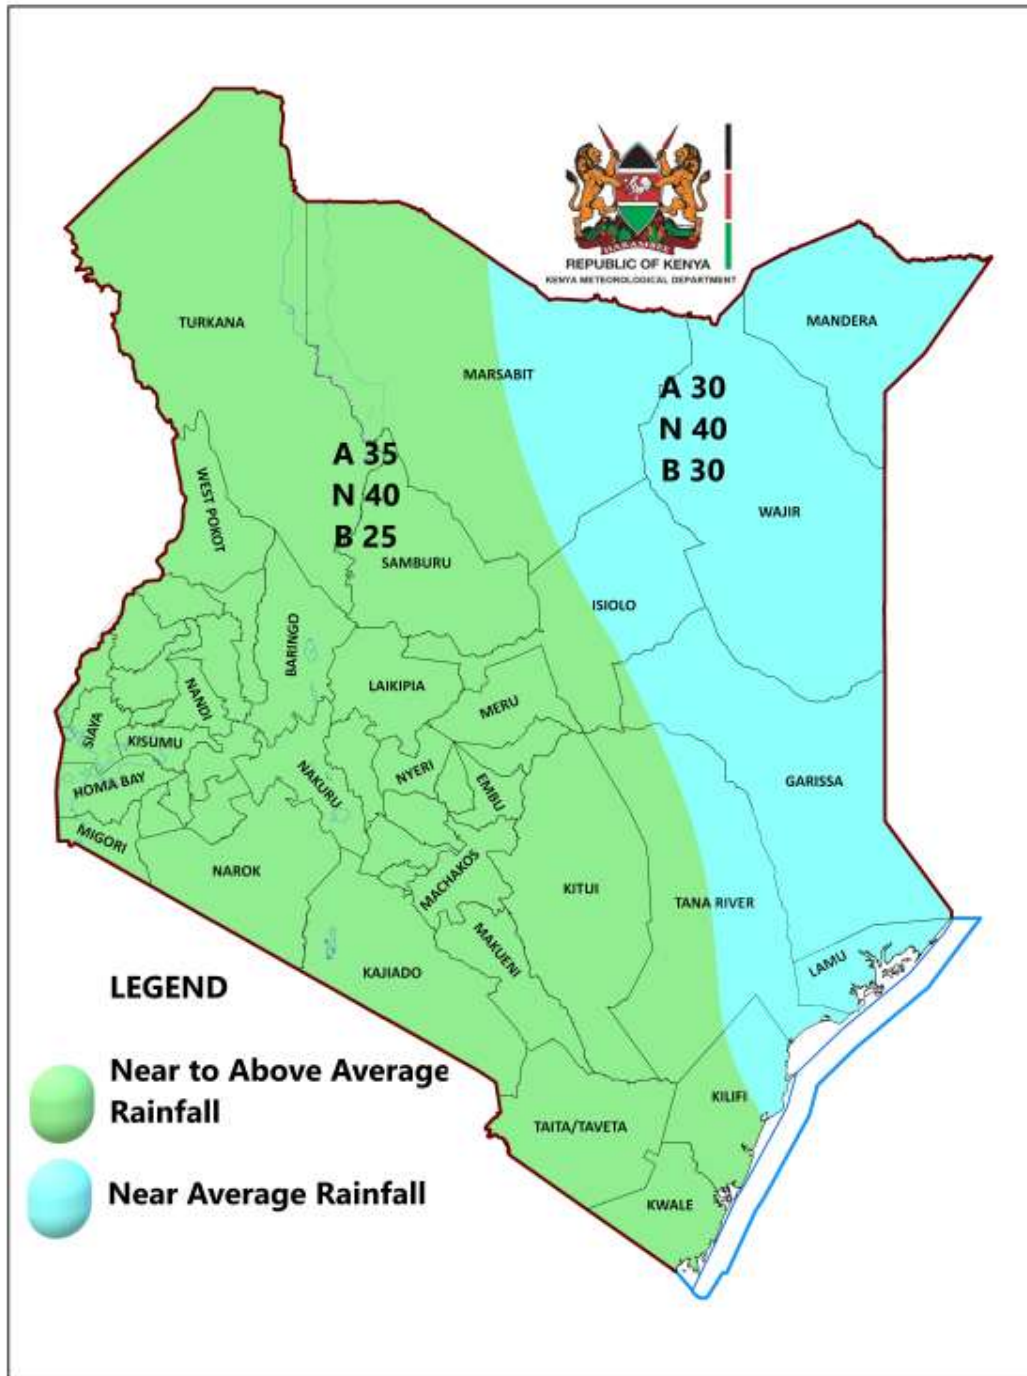 HARAMBEE
REPUBLIC OF KENYA
KENYA METEOROLOGICAL DEPARTMENT
TURKANA
MANDERA
MARSABIT
A 30
N 40
B 30
A 35
N 40
B 25
WEST POKOT
WAJIR
SAMBURU
ISIOLO
BARINGO
LAIKIPIA
NANDI
MERU
SIAYA
KISUMU
NYERI
NAKURU
EMBU
HOMA BAY
GARISSA
MIGORI
NAROK
MACHAKOS
KITUI
TANA RIVER
MAKUENI
LAMU
KAJIADO
LEGEND
Near to Above Average
Rainfall
KILIFI
TAITA/TAVETA
Near Average Rainfall
KWALE